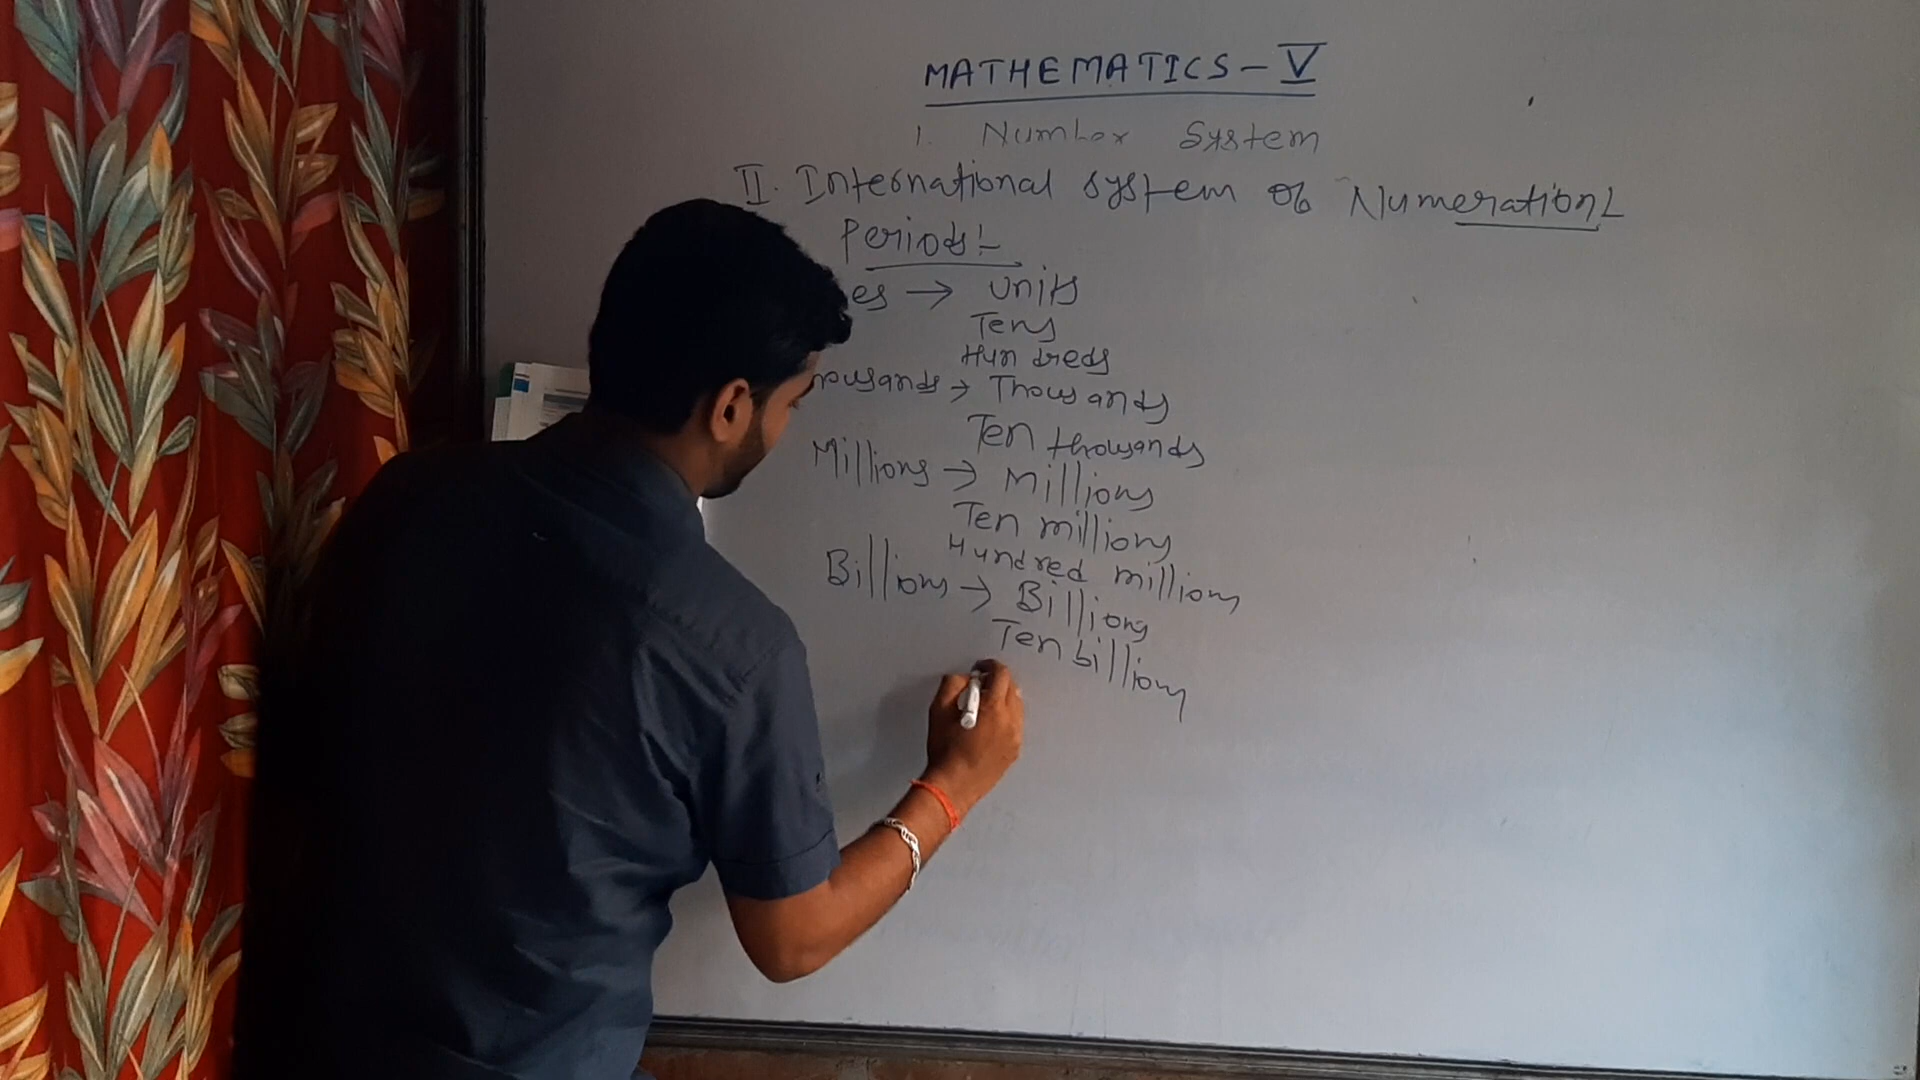 MATHEMATICS - V
1. Number System
II. International system of Numeration:
Periods:-
es → Units
Tens
Hundreds
housands → Thousands
Ten thousands
Millions → Millions
Ten millions
Hundred millions
Billions → Billions
Ten billions